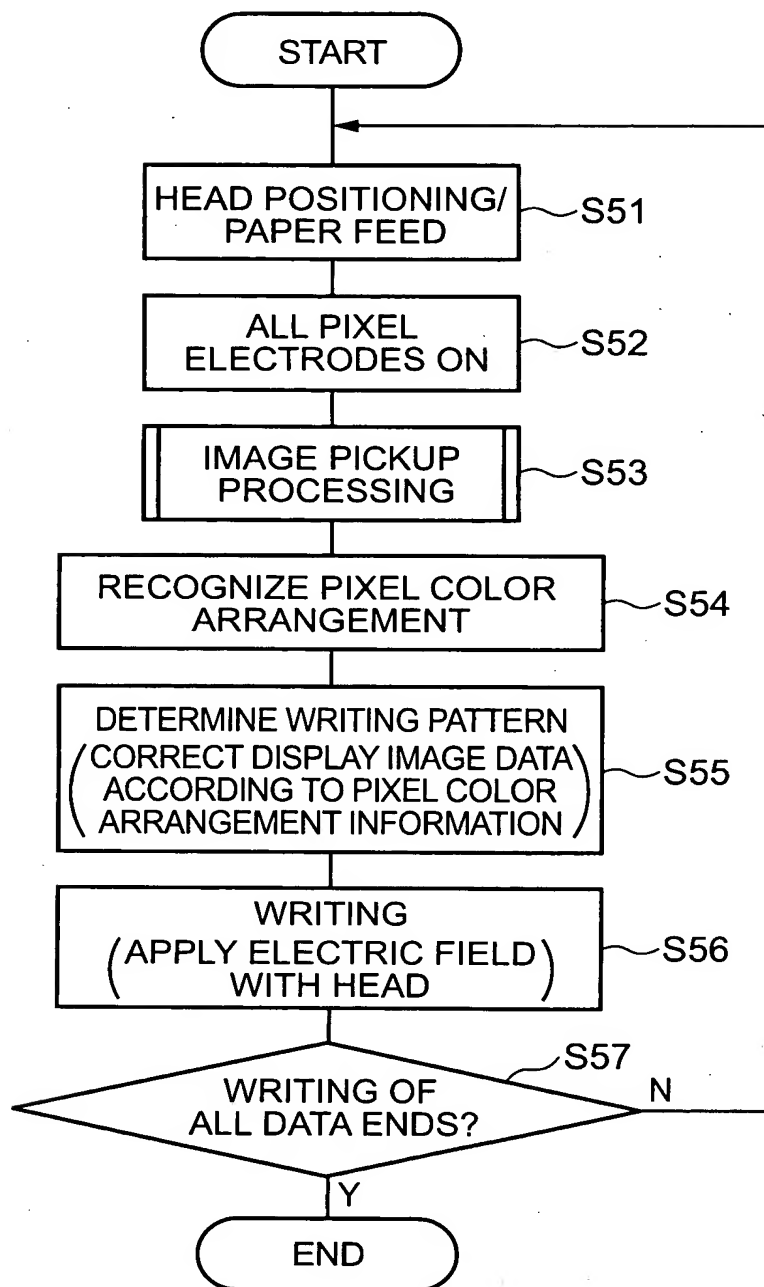 START
HEAD POSITIONING/
PAPER FEED
S51
ALL PIXEL
ELECTRODES ON
S52
IMAGE PICKUP
PROCESSING
S53
RECOGNIZE PIXEL COLOR
ARRANGEMENT
S54
DETERMINE WRITING PATTERN
(CORRECT DISPLAY IMAGE DATA
ACCORDING TO PIXEL COLOR
ARRANGEMENT INFORMATION)
S55
WRITING
(APPLY ELECTRIC FIELD
WITH HEAD)
S56
S57
WRITING OF
ALL DATA ENDS?
N
Y
END